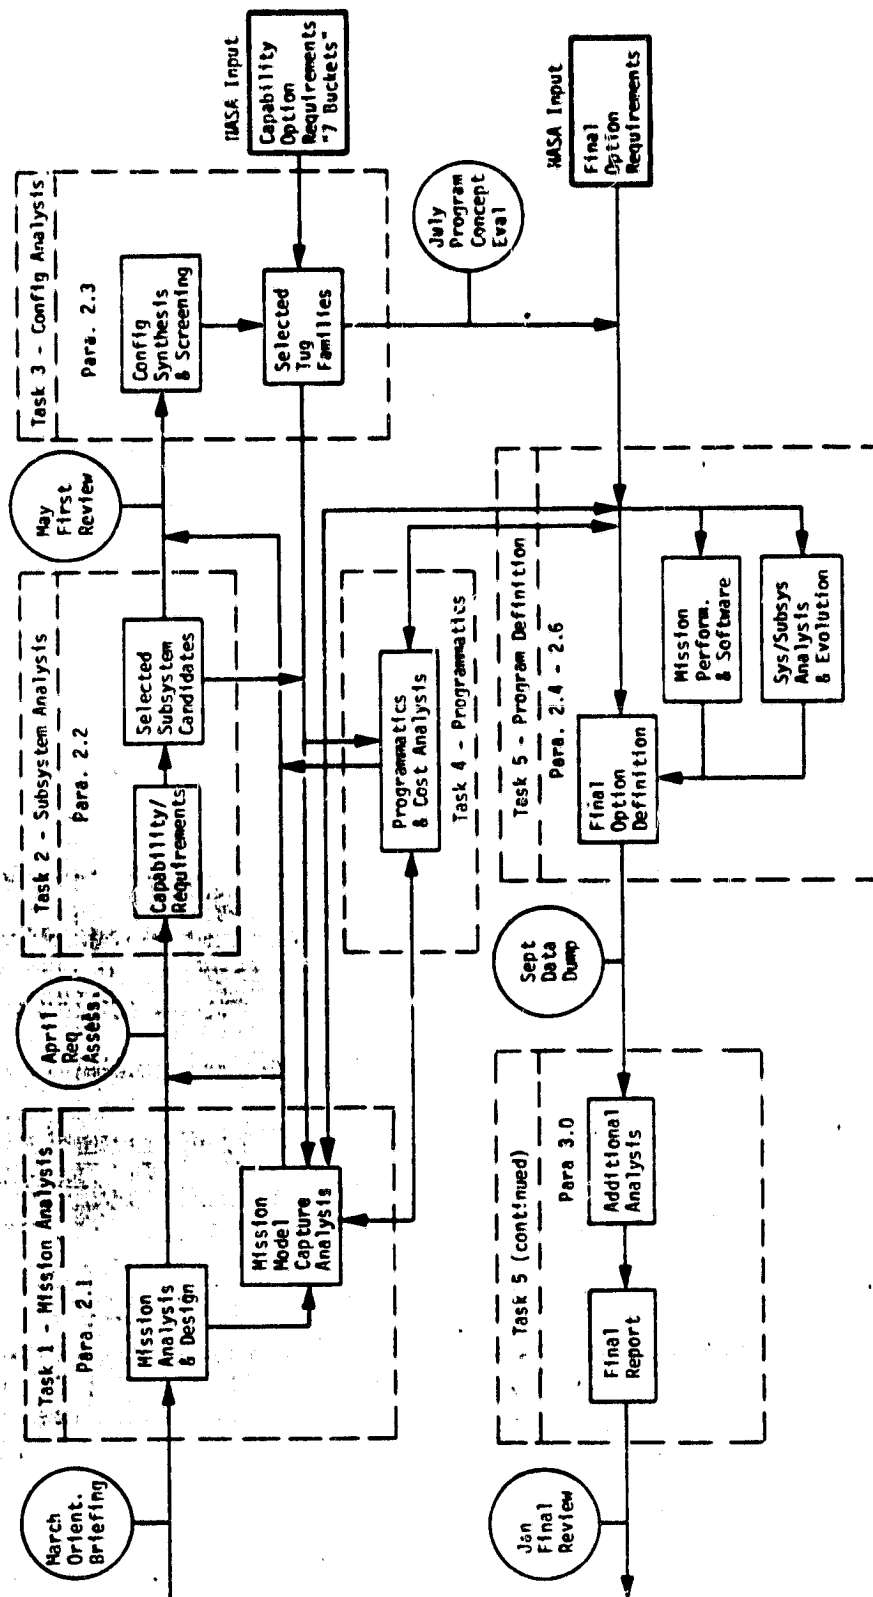 March
Orient.
Briefing
Task 1 - Mission Analysis
Para. 2.1
Mission
Analysis
& Design
Mission
Model
Capture
Analysis
April
Req
Assess.
Task 2 - Subsystem Analysis
Para. 2.2
Capability/
Requirements
Selected
Subsystem
Candidates
May
First
Review
Task 3 - Config Analysis
Para. 2.3
Config
Synthesis
& Screening
Selected
Tug
Families
NASA Input
Capability
Option
Requirements
"7 Buckets"
July
Program
Concept
Eval
Programmatics
& Cost Analysis
Task 4 - Programmatics
NASA Input
Final
Option
Requirements
Task 5 - Program Definition
Para. 2.4 - 2.6
Final
Option
Definition
Mission
Perform.
& Software
Sys/Subsys
Analysis
& Evolution
Sept
Data
Dump
Task 5 (continued)
Para 3.0
Additional
Analysis
Final
Report
Jan
Final
Review